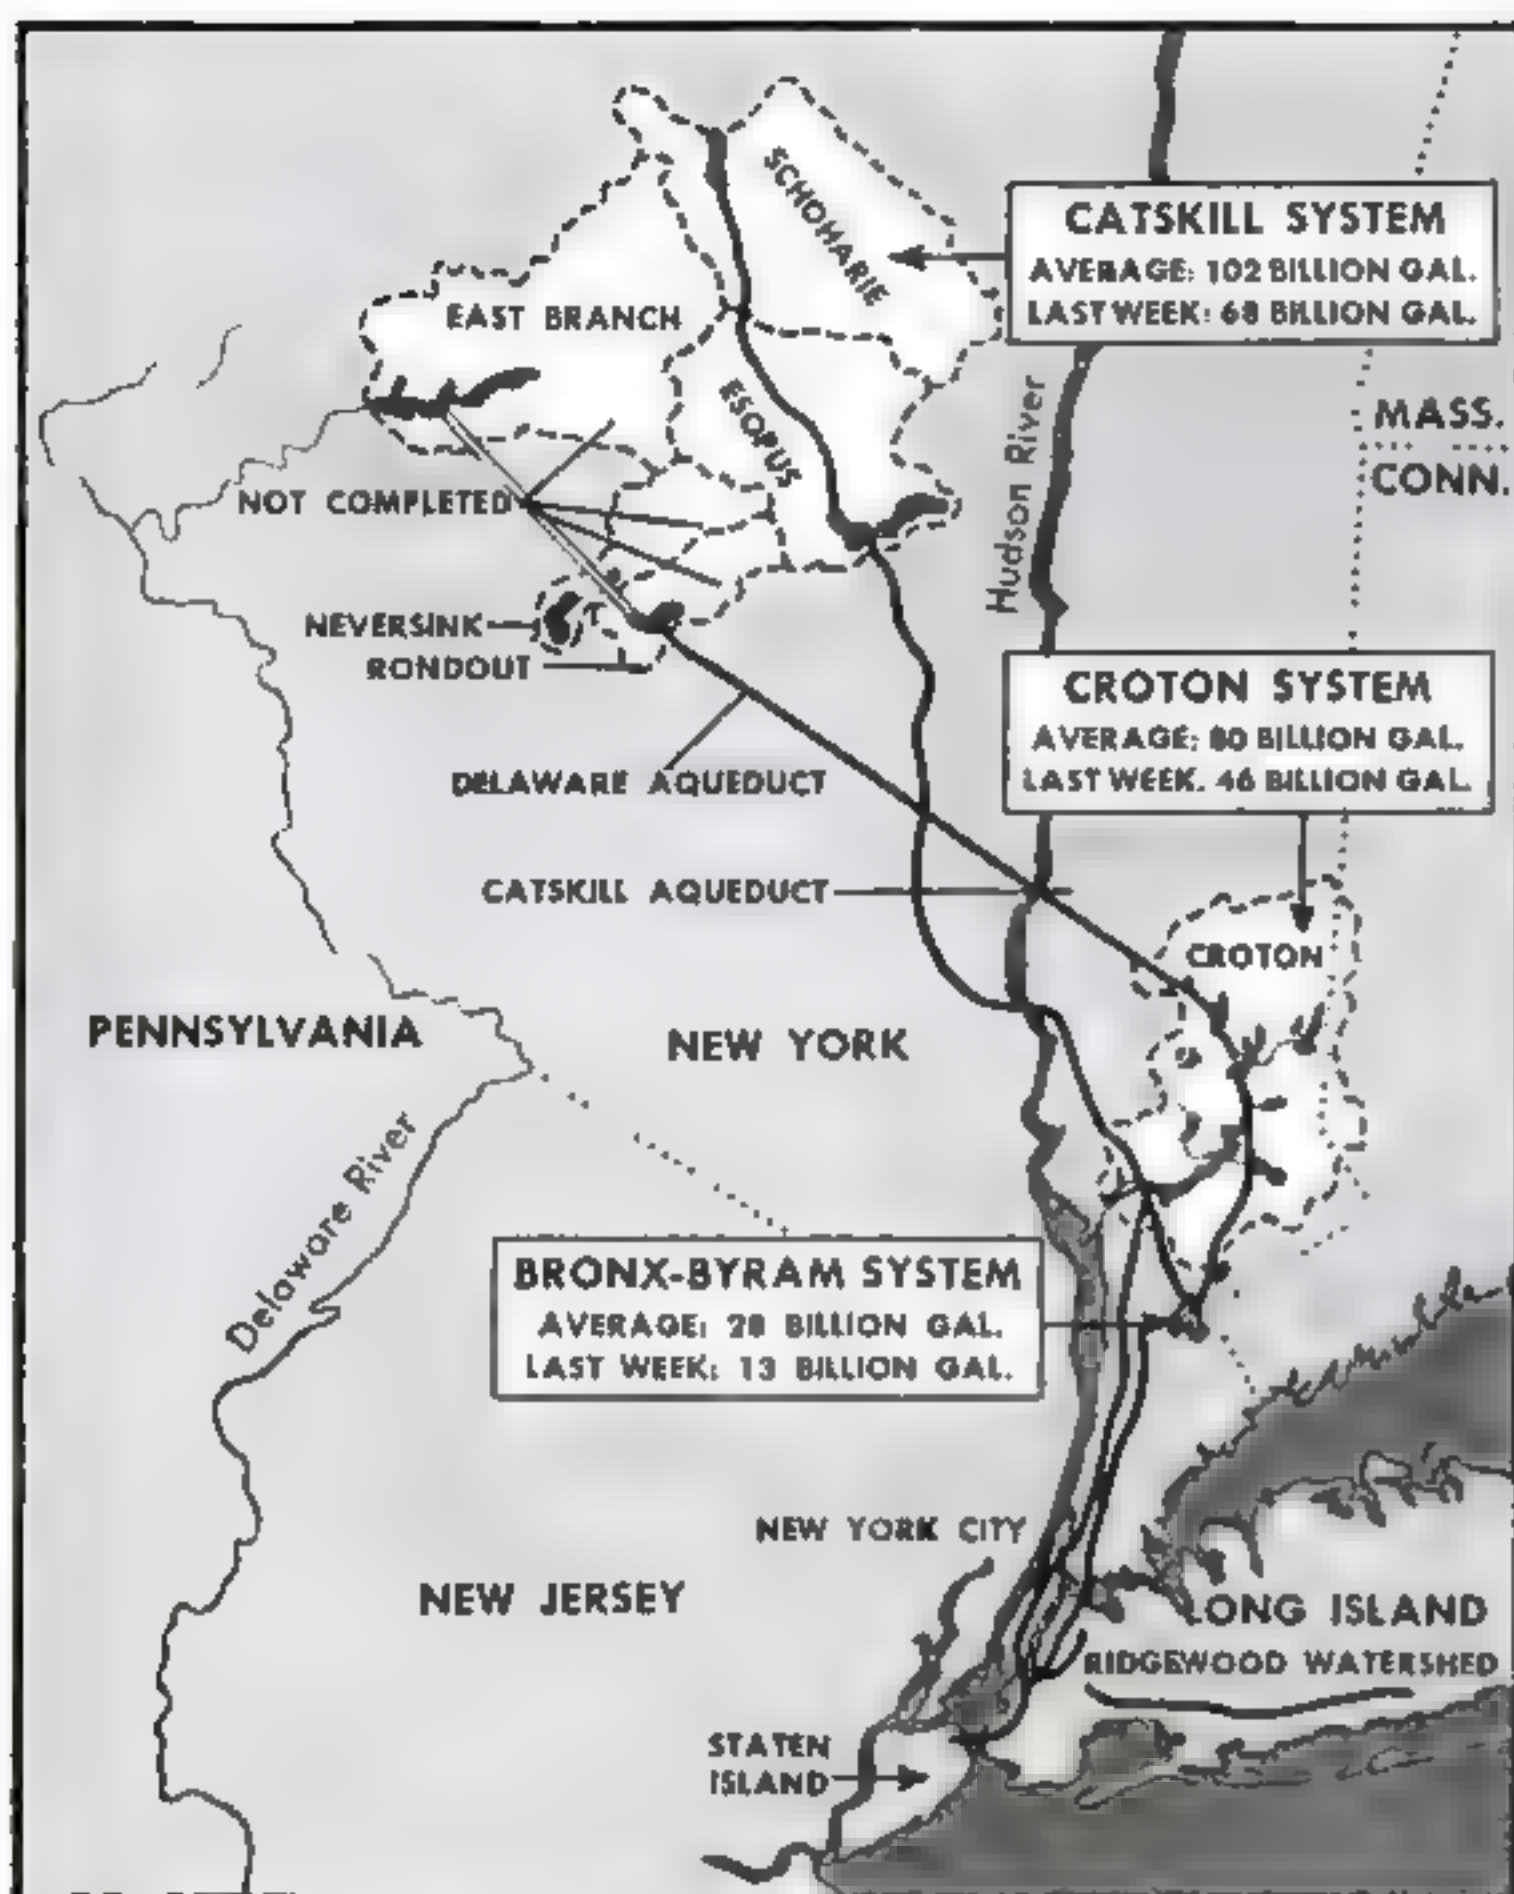 SCHOHARIE
CATSKILL SYSTEM
AVERAGE: 102 BILLION GAL.
LAST WEEK: 68 BILLION GAL.
EAST BRANCH
ESOPUS
Hudson River
MASS.
CONN.
NOT COMPLETED
NEVERSINK
RONDOUT
CROTON SYSTEM
AVERAGE: 80 BILLION GAL.
LAST WEEK. 46 BILLION GAL.
DELAWARE AQUEDUCT
CATSKILL AQUEDUCT
CROTON
PENNSYLVANIA
NEW YORK
Delaware River
BRONX-BYRAM SYSTEM
AVERAGE: 28 BILLION GAL.
LAST WEEK: 13 BILLION GAL.
NEW YORK CITY
NEW JERSEY
LONG ISLAND
RIDGEWOOD WATERSHED
STATEN
ISLAND